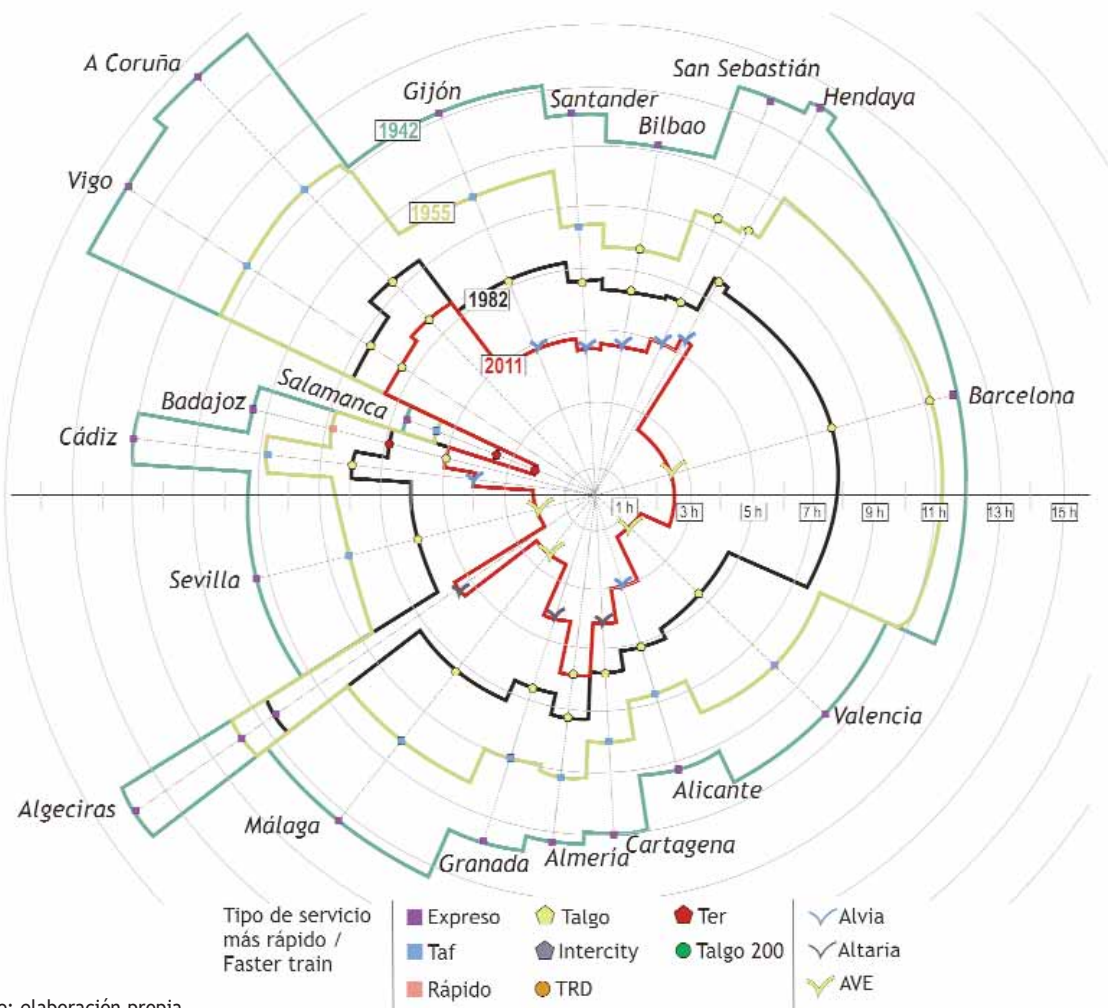 A Coruña
San Sebastián
Gijón
Santander
Hendaya
1942
Bilbao
Vigo
1955
1982
2011
Salamanca
Badajoz
Barcelona
Cádiz
1 h
3 h
5 h
7 h
9 h
11 h
13 h
15 h
Sevilla
Valencia
Alicante
Algeciras
Málaga
Granada
Almería
Cartagena
Tipo de servicio
más rápido /
Faster train
Expreso
Talgo
Ter
Alvia
Taf
Intercity
Talgo 200
Altaria
Rápido
TRD
AVE
: elaboración propia